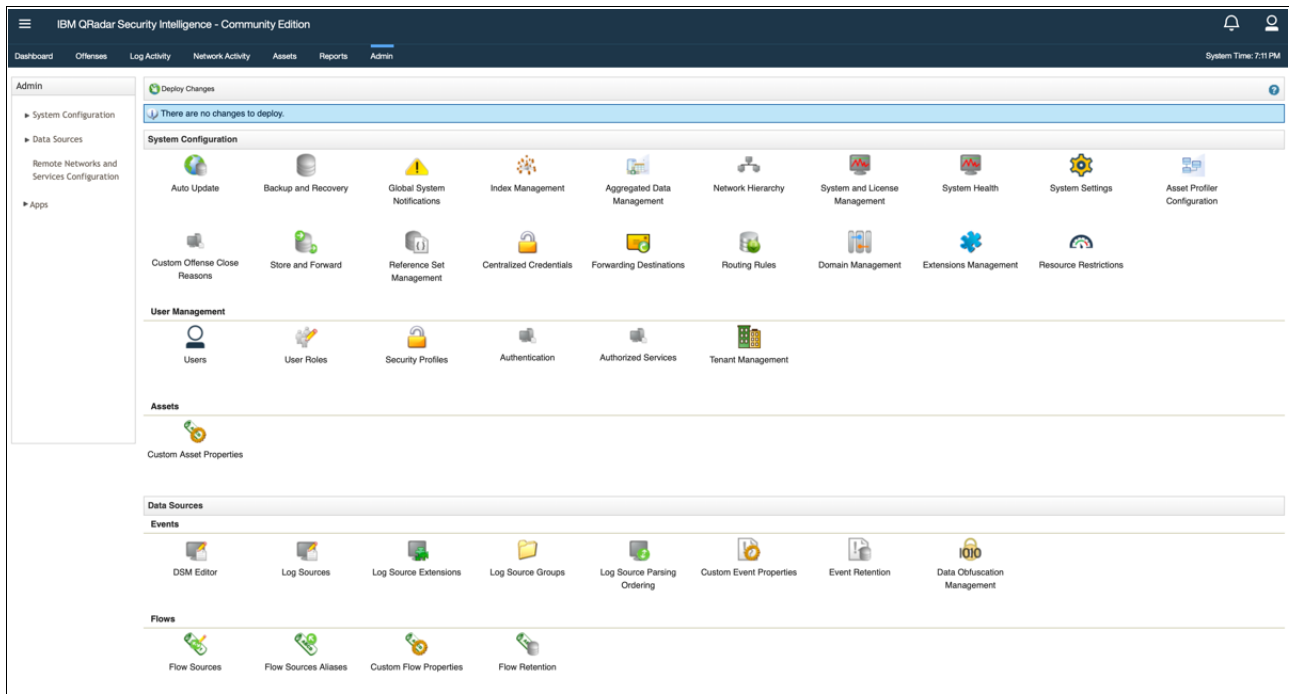 IBM QRadar Security Intelligence - Community Edition
Dashboard Offenses Log Activity Network Activity Assets Reports Admin System Time: 7:11 PM
Admin
System Configuration
Data Sources
Remote Networks and
Services Configuration
Apps
Deploy Changes
There are no changes to deploy.
System Configuration
Auto Update
Backup and Recovery
Global System
Notifications
Index Management
Aggregated Data
Management
Network Hierarchy
System and License
Management
System Health
System Settings
Asset Profiler
Configuration
Custom Offense Close
Reasons
Store and Forward
Reference Set
Management
Centralized Credentials
Forwarding Destinations
Routing Rules
Domain Management
Extensions Management
Resource Restrictions
User Management
Users
User Roles
Security Profiles
Authentication
Authorized Services
Tenant Management
Assets
Custom Asset Properties
Data Sources
Events
DSM Editor
Log Sources
Log Source Extensions
Log Source Groups
Log Source Parsing
Ordering
Custom Event Properties
Event Retention
1010
Data Obfuscation
Management
Flows
Flow Sources
Flow Sources Aliases
Custom Flow Properties
Flow Retention